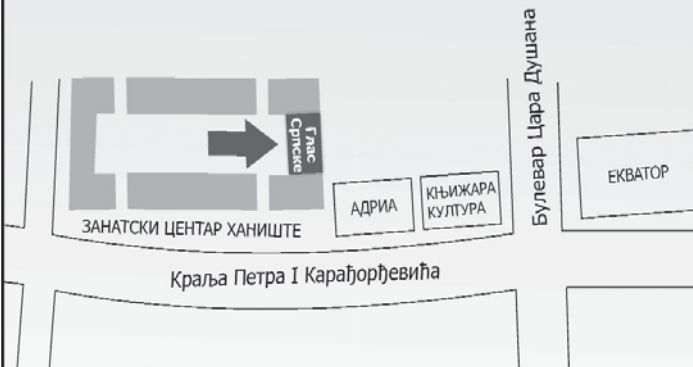 Глас
Српске
ЗАНАТСКИ ЦЕНТАР ХАНИШТЕ
АДРИА
КЊИЖАРА
КУЛТУРА
Булевар Цара Душана
ЕКВАТОР
Краља Петра I Карађорђевића